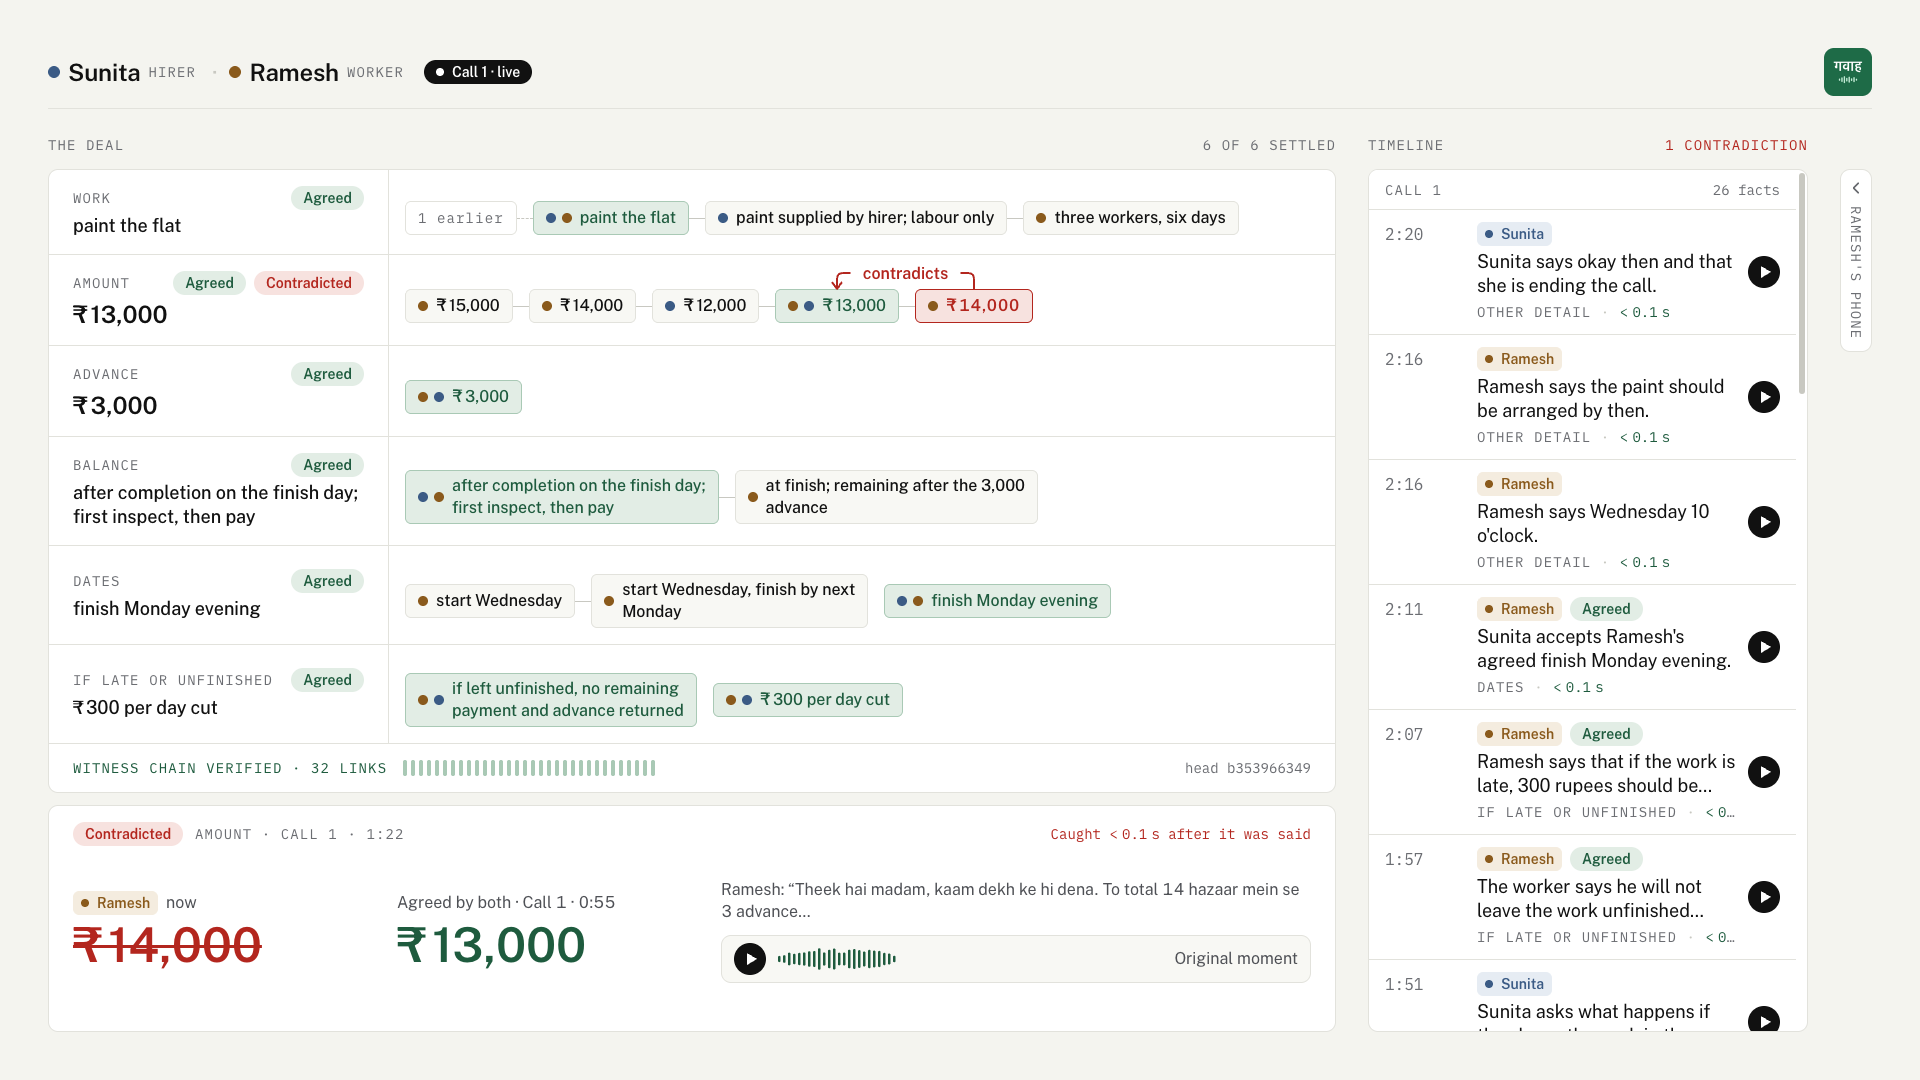 Sunita HIRER · Ramesh WORKER Call 1 · live
गवाह
THE DEAL
6 OF 6 SETTLED
WORK
Agreed
paint the flat
1 earlier
paint the flat
paint supplied by hirer; labour only
three workers, six days
AMOUNT
Agreed
Contradicted
₹13,000
contradicts
₹15,000
₹14,000
₹12,000
₹13,000
₹14,000
ADVANCE
Agreed
₹3,000
₹3,000
BALANCE
Agreed
after completion on the finish day;
first inspect, then pay
after completion on the finish day;
first inspect, then pay
at finish; remaining after the 3,000
advance
DATES
Agreed
finish Monday evening
start Wednesday
start Wednesday, finish by next
Monday
finish Monday evening
IF LATE OR UNFINISHED
Agreed
₹300 per day cut
if left unfinished, no remaining
payment and advance returned
₹300 per day cut
WITNESS CHAIN VERIFIED · 32 LINKS
head b353966349
Contradicted AMOUNT · CALL 1 · 1:22
Caught <0.1 s after it was said
Ramesh now
₹14,000
Agreed by both · Call 1 · 0:55
₹13,000
Ramesh: “Theek hai madam, kaam dekh ke hi dena. To total 14 hazaar mein se
3 advance…
Original moment
TIMELINE
1 CONTRADICTION
CALL 1
26 facts
2:20
Sunita
Sunita says okay then and that
she is ending the call.
OTHER DETAIL · <0.1 s
2:16
Ramesh
Ramesh says the paint should
be arranged by then.
OTHER DETAIL · <0.1 s
2:16
Ramesh
Ramesh says Wednesday 10
o'clock.
OTHER DETAIL · <0.1 s
2:11
Ramesh Agreed
Sunita accepts Ramesh's
agreed finish Monday evening.
DATES · <0.1 s
2:07
Ramesh Agreed
Ramesh says that if the work is
late, 300 rupees should be…
IF LATE OR UNFINISHED · <0…
1:57
Ramesh Agreed
The worker says he will not
leave the work unfinished…
IF LATE OR UNFINISHED · <0…
1:51
Sunita
Sunita asks what happens if
RAMESH'S PHONE